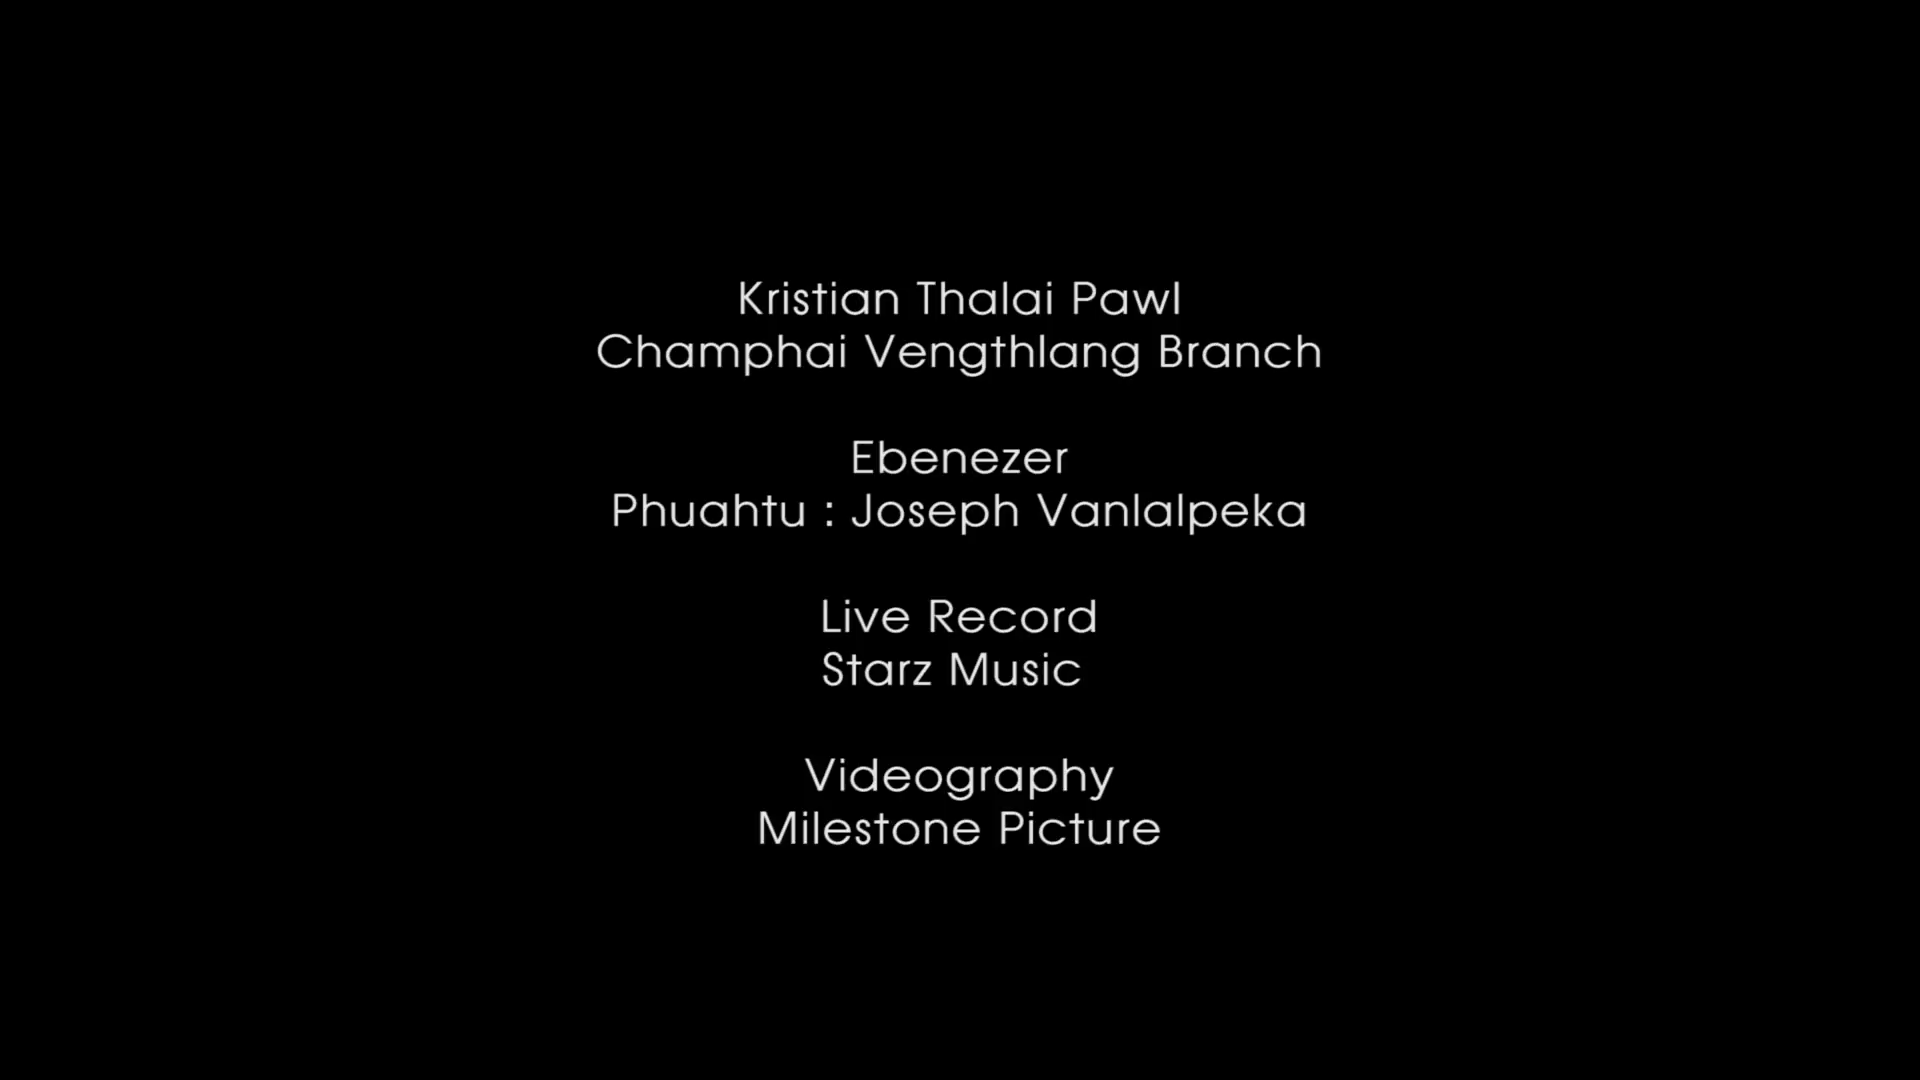 Kristian Thalai Pawl
Champhai Vengthlang Branch
Ebenezer
Phuahtu : Joseph Vanlalpeka
Live Record
Starz Music
Videography
Milestone Picture